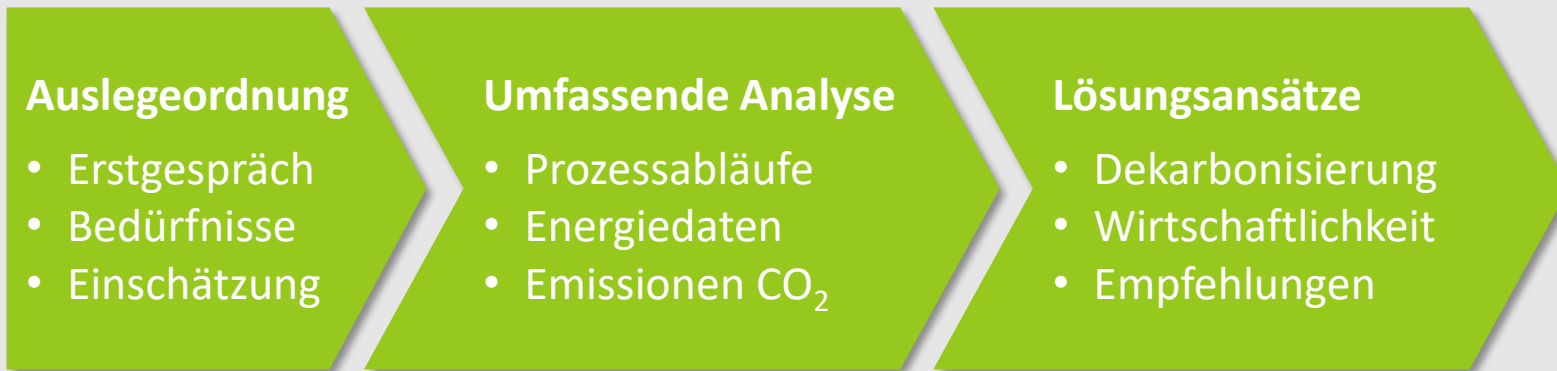 Auslegeordnung
• Erstgespräch
• Bedürfnisse
• Einschätzung
Umfassende Analyse
• Prozessabläufe
• Energiedaten
• Emissionen CO₂
Lösungsansätze
• Dekarbonisierung
• Wirtschaftlichkeit
• Empfehlungen